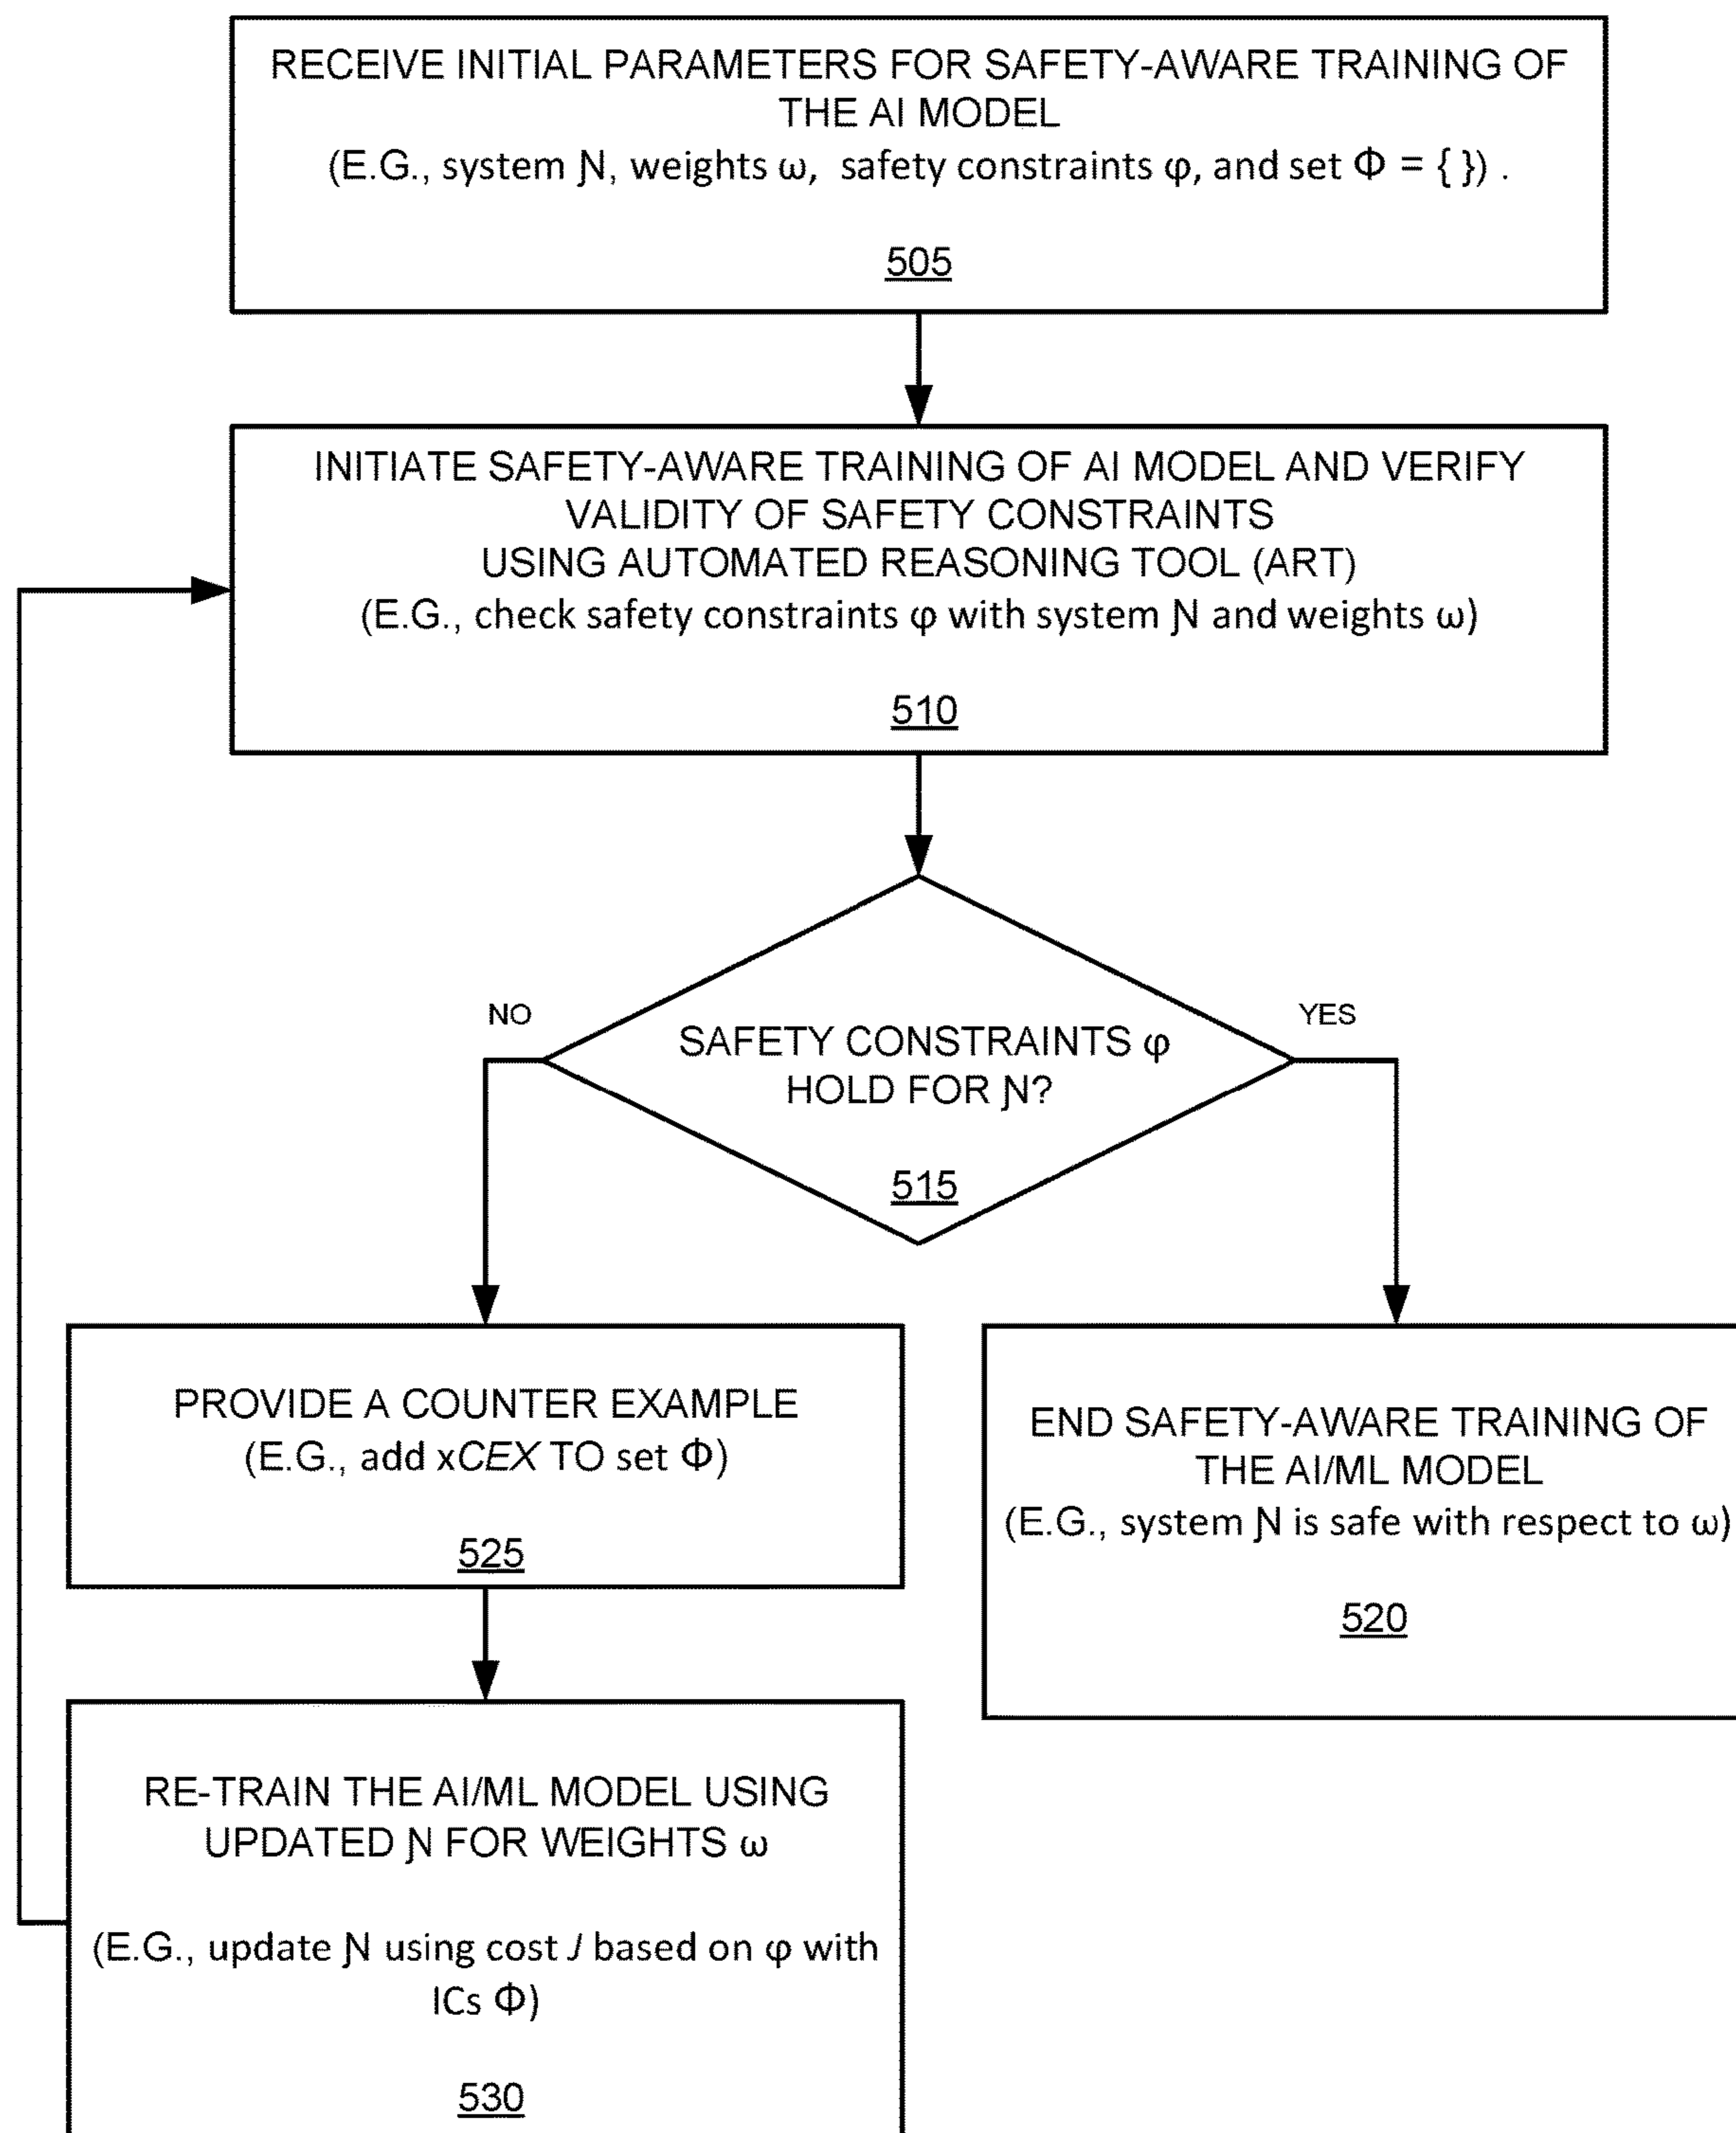 RECEIVE INITIAL PARAMETERS FOR SAFETY-AWARE TRAINING OF
THE AI MODEL
(E.G., system Ɲ, weights ω, safety constraints φ, and set Φ = { }) .
505
INITIATE SAFETY-AWARE TRAINING OF AI MODEL AND VERIFY
VALIDITY OF SAFETY CONSTRAINTS
USING AUTOMATED REASONING TOOL (ART)
(E.G., check safety constraints φ with system Ɲ and weights ω)
510
NO
YES
SAFETY CONSTRAINTS φ
HOLD FOR Ɲ?
515
PROVIDE A COUNTER EXAMPLE
(E.G., add xCEX TO set Φ)
525
END SAFETY-AWARE TRAINING OF
THE AI/ML MODEL
(E.G., system Ɲ is safe with respect to ω)
520
RE-TRAIN THE AI/ML MODEL USING
UPDATED Ɲ FOR WEIGHTS ω
(E.G., update Ɲ using cost J based on φ with
ICs Φ)
530